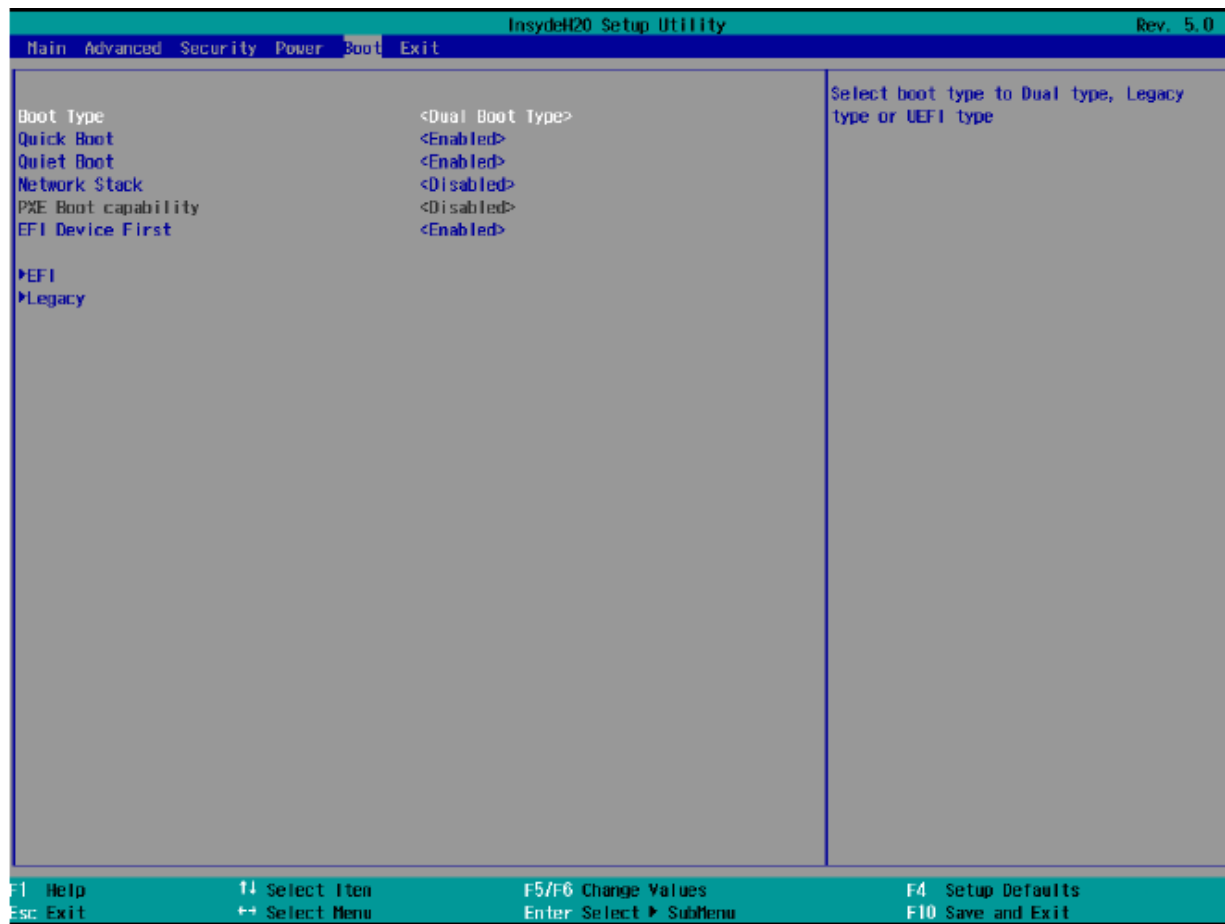 InsydeH2O Setup Utility Rev. 5.0
Main Advanced Security Power Boot Exit
Boot Type <Dual Boot Type>
Quick Boot <Enabled>
Quiet Boot <Enabled>
Network Stack <Disabled>
PXE Boot capability <Disabled>
EFI Device First <Enabled>
▶EFI
▶Legacy
Select boot type to Dual type, Legacy
type or UEFI type
F1 Help ↑↓ Select Item F5/F6 Change Values F4 Setup Defaults
Esc Exit ←→ Select Menu Enter Select ▶ SubMenu F10 Save and Exit